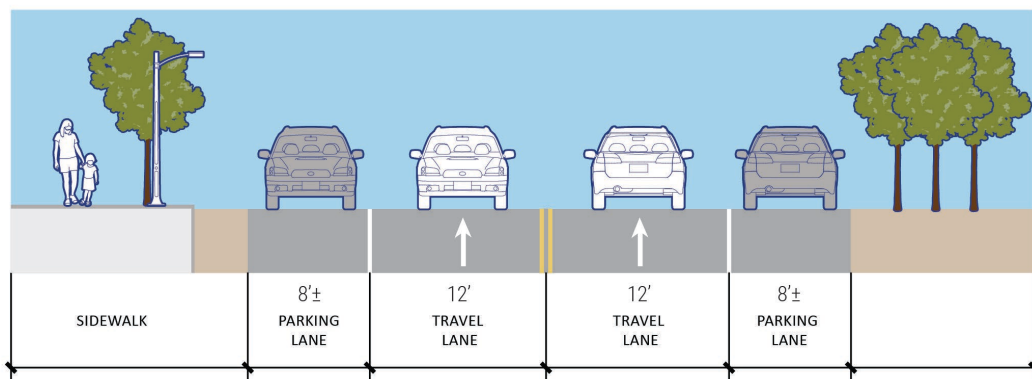 8’±
12’
12’
8’±
SIDEWALK
PARKING
LANE
TRAVEL
LANE
TRAVEL
LANE
PARKING
LANE